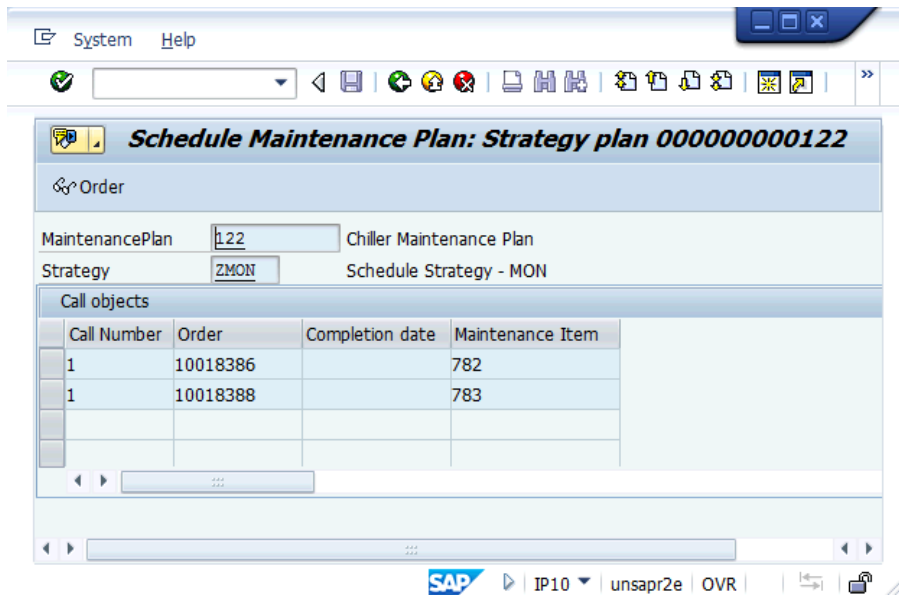 System Help
Schedule Maintenance Plan: Strategy plan 000000000122
Order
MaintenancePlan 122 Chiller Maintenance Plan
Strategy ZMON Schedule Strategy - MON
Call objects
Call Number Order Completion date Maintenance Item
1 10018386 782
1 10018388 783
SAP IP10 unsapr2e OVR